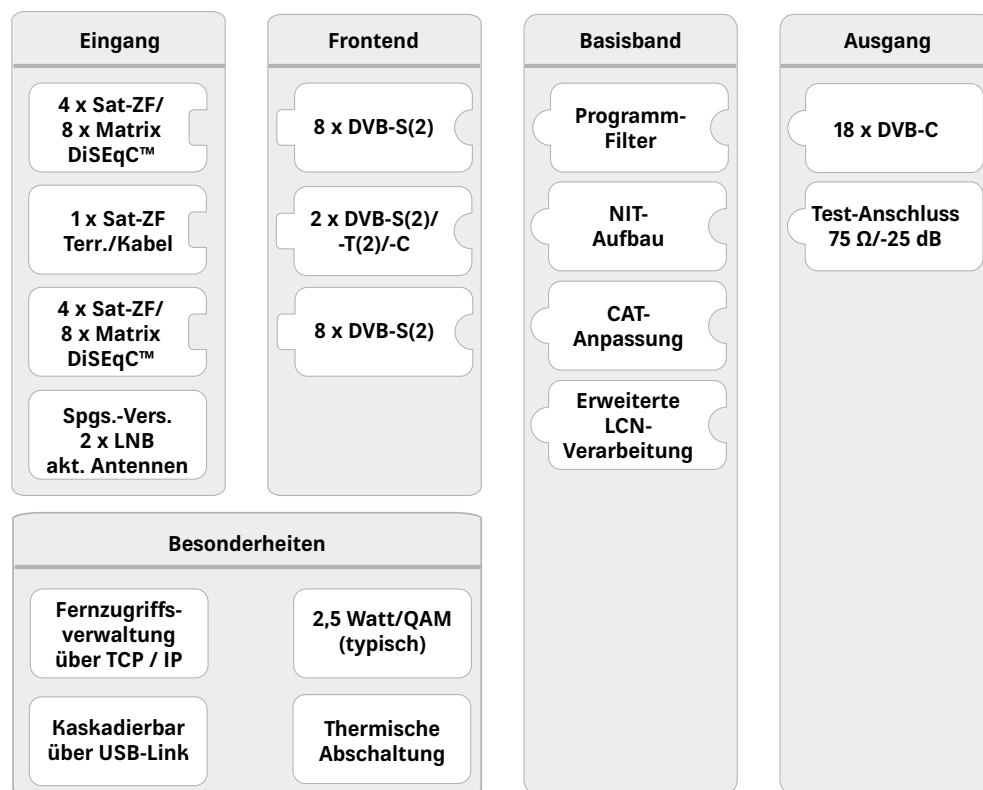 Eingang
4 x Sat-ZF/
8 x Matrix
DiSEqC™
1 x Sat-ZF
Terr./Kabel
4 x Sat-ZF/
8 x Matrix
DiSEqC™
Spgs.-Vers.
2 x LNB
akt. Antennen
Frontend
8 x DVB-S(2)
2 x DVB-S(2)/
-T(2)/-C
8 x DVB-S(2)
Basisband
Programm-
Filter
NIT-
Aufbau
CAT-
Anpassung
Erweiterte
LCN-
Verarbeitung
Ausgang
18 x DVB-C
Test-Anschluss
75 Ω/-25 dB
Besonderheiten
Fernzugriffs-
verwaltung
über TCP / IP
2,5 Watt/QAM
(typisch)
Kaskadierbar
über USB-Link
Thermische
Abschaltung